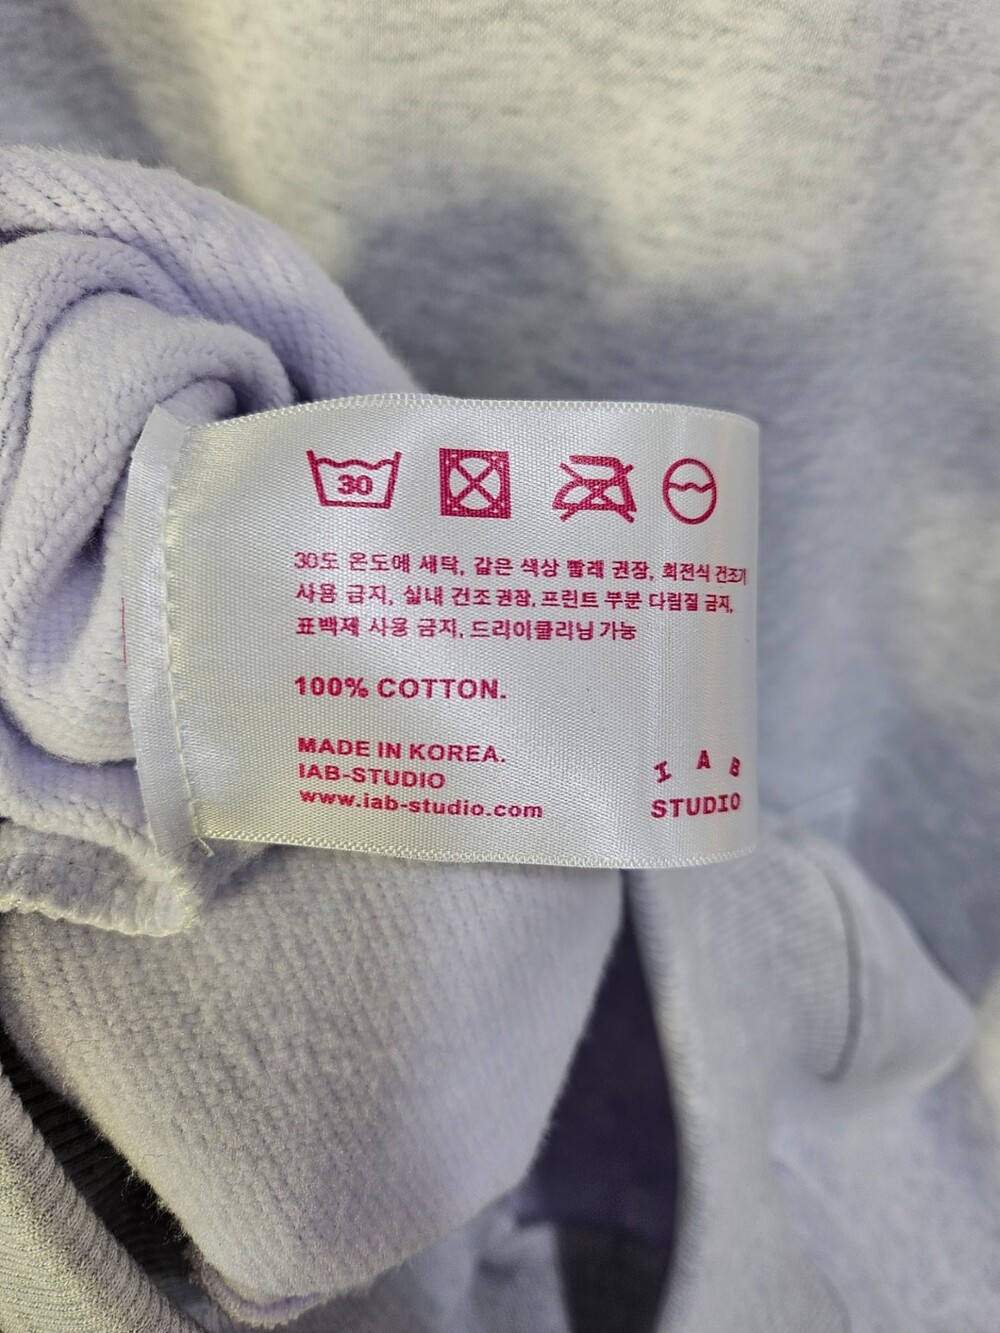 30
30도 온도에 세탁, 같은 색상 빨래 권장, 회전식 건조기
사용 금지, 실내 건조 권장, 프린트 부분 다림질 금지,
표백제 사용 금지, 드리이클리닝 가능
100% COTTON.
MADE IN KOREA.
IAB-STUDIO
www.iab-studio.com
I A B
STUDIO